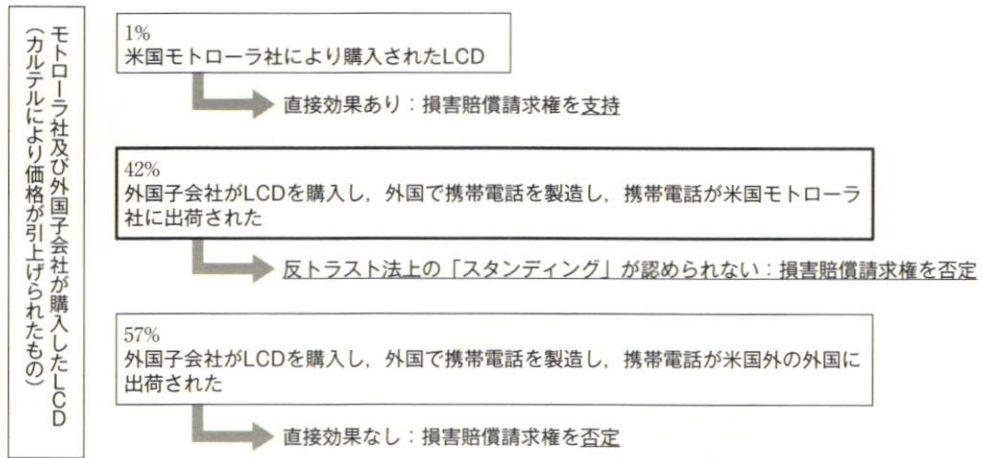 モトローラ社及び外国子会社が購入したLCD
（カルテルにより価格が引上げられたもの）
1%
米国モトローラ社により購入されたLCD
直接効果あり：損害賠償請求権を支持
42%
外国子会社がLCDを購入し，外国で携帯電話を製造し，携帯電話が米国モトローラ
社に出荷された
反トラスト法上の「スタンディング」が認められない：損害賠償請求権を否定
57%
外国子会社がLCDを購入し，外国で携帯電話を製造し，携帯電話が米国外の外国に
出荷された
直接効果なし：損害賠償請求権を否定